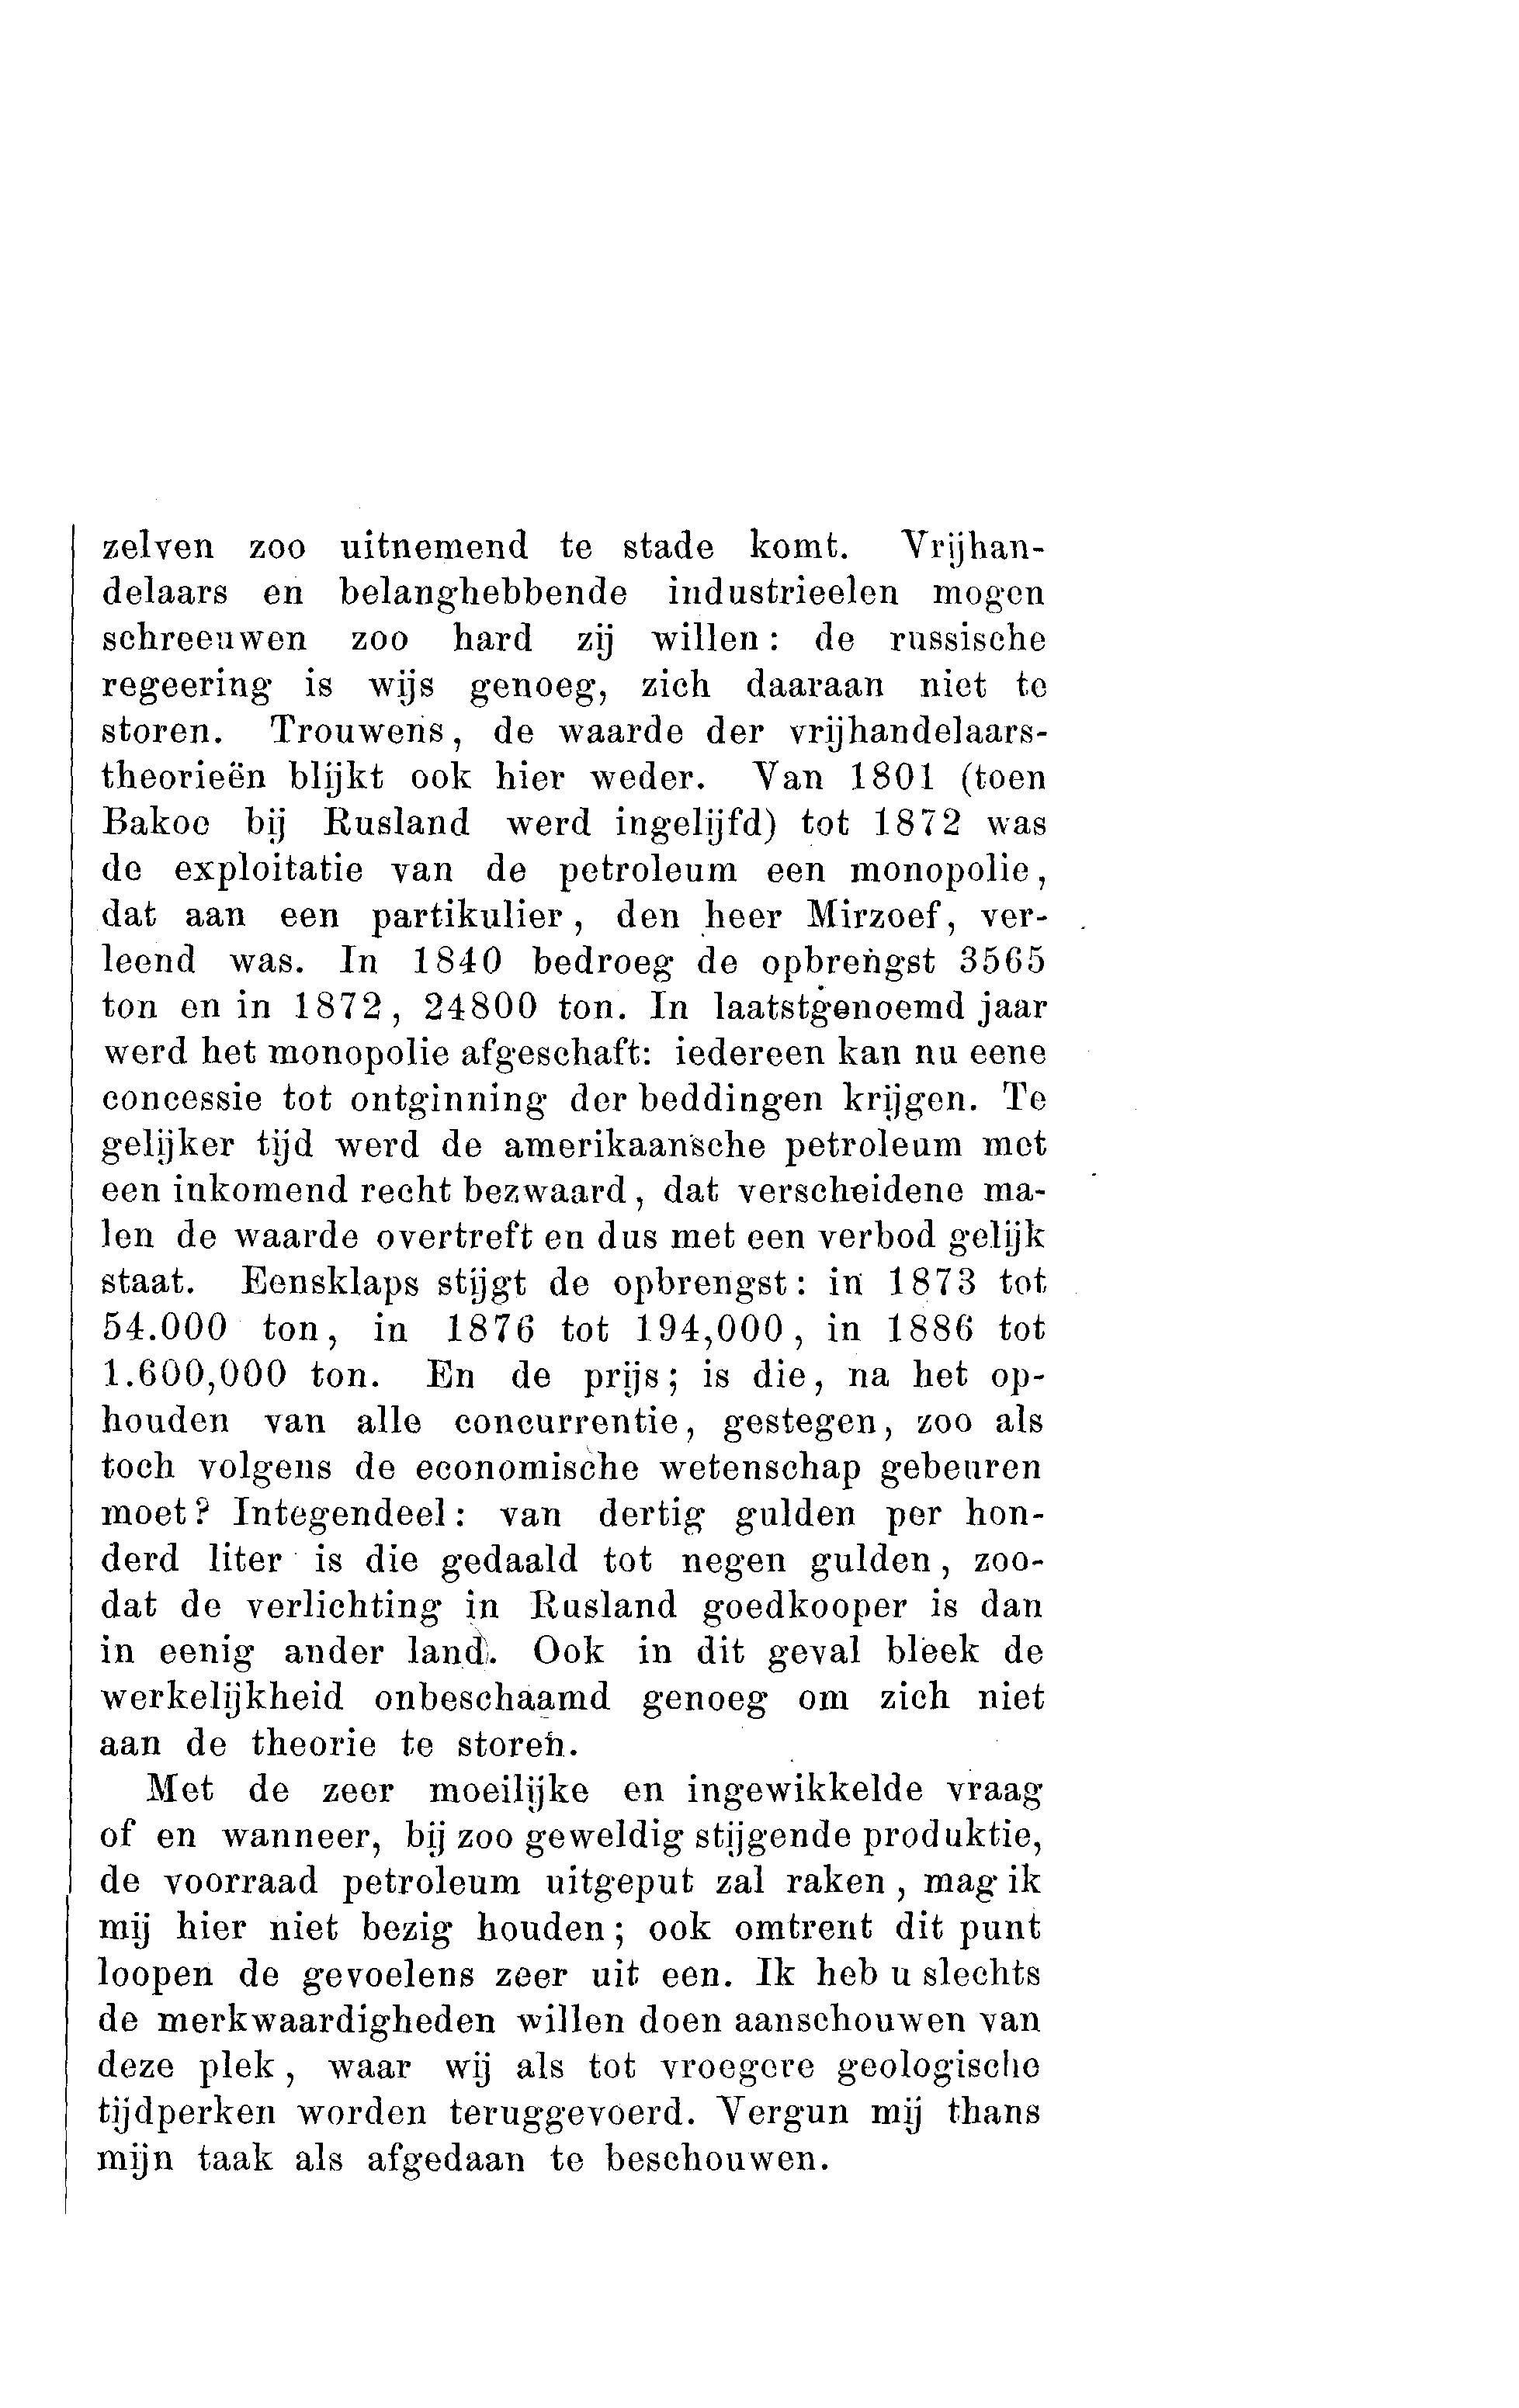 zelven zoo uitnemend te stade komt. Vrijhan-
delaars en belanghebbende industrieelen mogen
schreeuwen zoo hard zij willen: de russische
regeering is wijs genoeg, zich daaraan niet te
storen. Trouwens, de waarde der vrijhandelaars-
theorieën blijkt ook hier weder. Van 1801 (toen
Bakoe bij Rusland werd ingelijfd) tot 1872 was
de exploitatie van de petroleum een monopolie,
dat aan een partikulier, den heer Mirzoef, ver-
leend was. In 1840 bedroeg de opbrengst 3565
ton en in 1872, 24800 ton. In laatstgenoemd jaar
werd het monopolie afgeschaft: iedereen kan nu eene
concessie tot ontginning der beddingen krijgen. Te
gelijker tijd werd de amerikaansche petroleum met
een inkomend recht bezwaard, dat verscheidene ma-
len de waarde overtreft en dus met een verbod gelijk
staat. Eensklaps stijgt de opbrengst: in 1873 tot
54.000 ton, in 1876 tot 194,000, in 1886 tot
1.600,000 ton. En de prijs; is die, na het op-
houden van alle concurrentie, gestegen, zoo als
toch volgens de economische wetenschap gebeuren
moet? Integendeel: van dertig gulden per hon-
derd liter is die gedaald tot negen gulden, zoo-
dat de verlichting in Rusland goedkooper is dan
in eenig ander land. Ook in dit geval bleek de
werkelijkheid onbeschaamd genoeg om zich niet
aan de theorie te storen.
Met de zeer moeilijke en ingewikkelde vraag
of en wanneer, bij zoo geweldig stijgende produktie,
de voorraad petroleum uitgeput zal raken, mag ik
mij hier niet bezig houden; ook omtrent dit punt
loopen de gevoelens zeer uit een. Ik heb u slechts
de merkwaardigheden willen doen aanschouwen van
deze plek, waar wij als tot vroegere geologische
tijdperken worden teruggevoerd. Vergun mij thans
mijn taak als afgedaan te beschouwen.